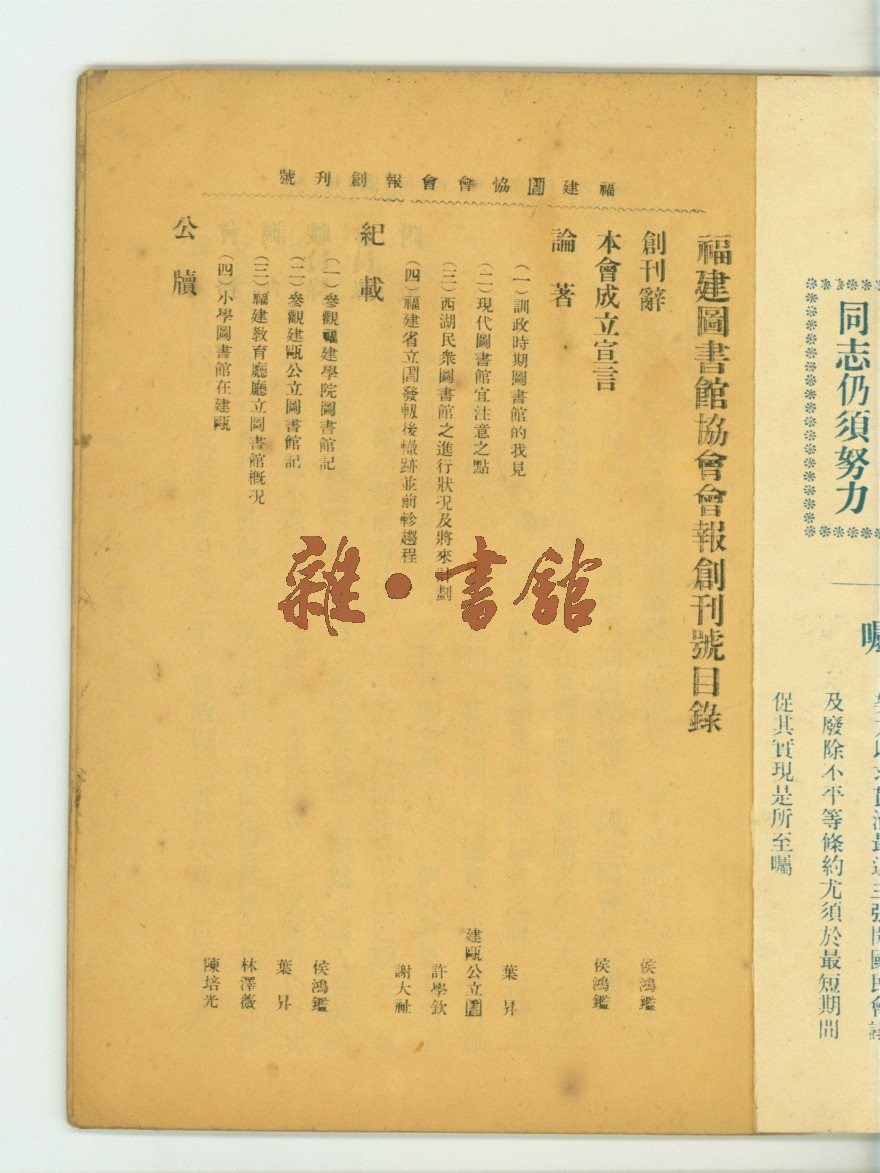 同志仍須努力
囑
及廢除不平等條約尤須於最短期間
促其實現是所至囑
福建圕協會會報創刊號
福建圖書館協會會報創刊號目錄
創刊辭 侯鴻鑑
本會成立宣言 侯鴻鑑
論著
(一)訓政時期圖書館的我見 葉昇
(二)現代圖書館宜注意之點 建甌公立圕
(三)西湖民衆圖書館之進行狀况及將來計劃 許學欽
(四)福建省立圕發軔後轍跡並前軫趨程 謝大祉
紀載
(一)參觀福建學院圖書館記 侯鴻鑑
(二)參觀建甌公立圖書館記 葉昇
(三)福建教育廳廳立圖書館概况 林澤薇
(四)小學圖書館在建甌 陳培光
公牘
雜·書館